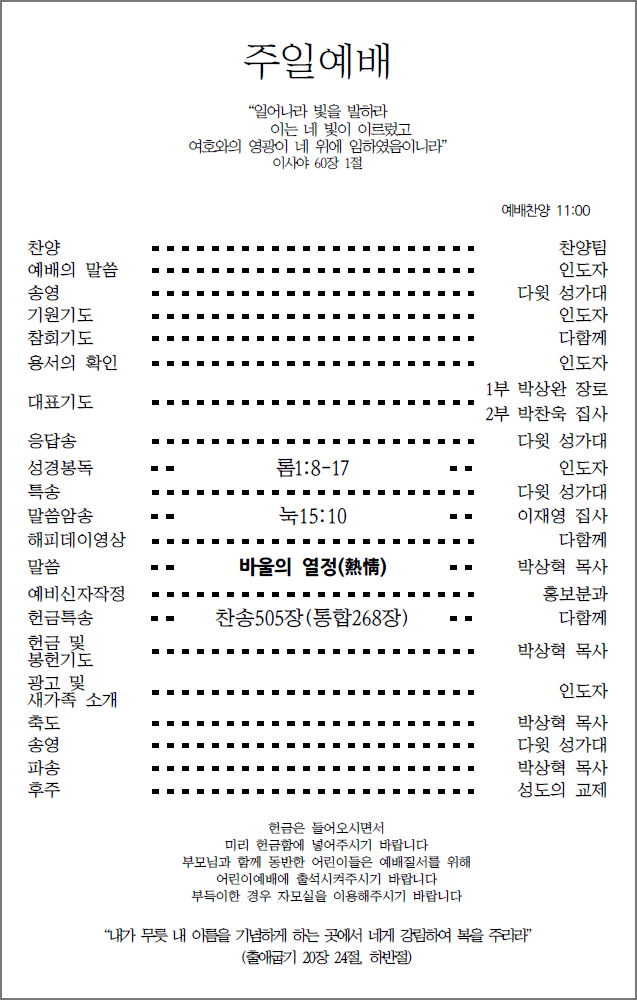 주일예배
“일어나라 빛을 발하라
이는 네 빛이 이르렀고
여호와의 영광이 네 위에 임하였음이니라”
이사야 60장 1절
예배찬양 11:00
찬양 찬양팀
예배의 말씀 인도자
송영 다윗 성가대
기원기도 인도자
참회기도 다함께
용서의 확인 인도자
대표기도 1부 박상완 장로
2부 박찬욱 집사
응답송 다윗 성가대
성경봉독 롬1:8-17 인도자
특송 다윗 성가대
말씀암송 눅15:10 이재영 집사
해피데이영상 다함께
말씀 바울의 열정(熱情) 박상혁 목사
예비신자작정 홍보분과
헌금특송 찬송505장(통합268장) 다함께
헌금 및
봉헌기도 박상혁 목사
광고 및
새가족 소개 인도자
축도 박상혁 목사
송영 다윗 성가대
파송 박상혁 목사
후주 성도의 교제
헌금은 들어오시면서
미리 헌금함에 넣어주시기 바랍니다
부모님과 함께 동반한 어린이들은 예배질서를 위해
어린이예배에 출석시켜주시기 바랍니다
부득이한 경우 자모실을 이용해주시기 바랍니다
“내가 무릇 내 이름을 기념하게 하는 곳에서 네게 강림하여 복을 주리라”
(출애굽기 20장 24절, 하반절)